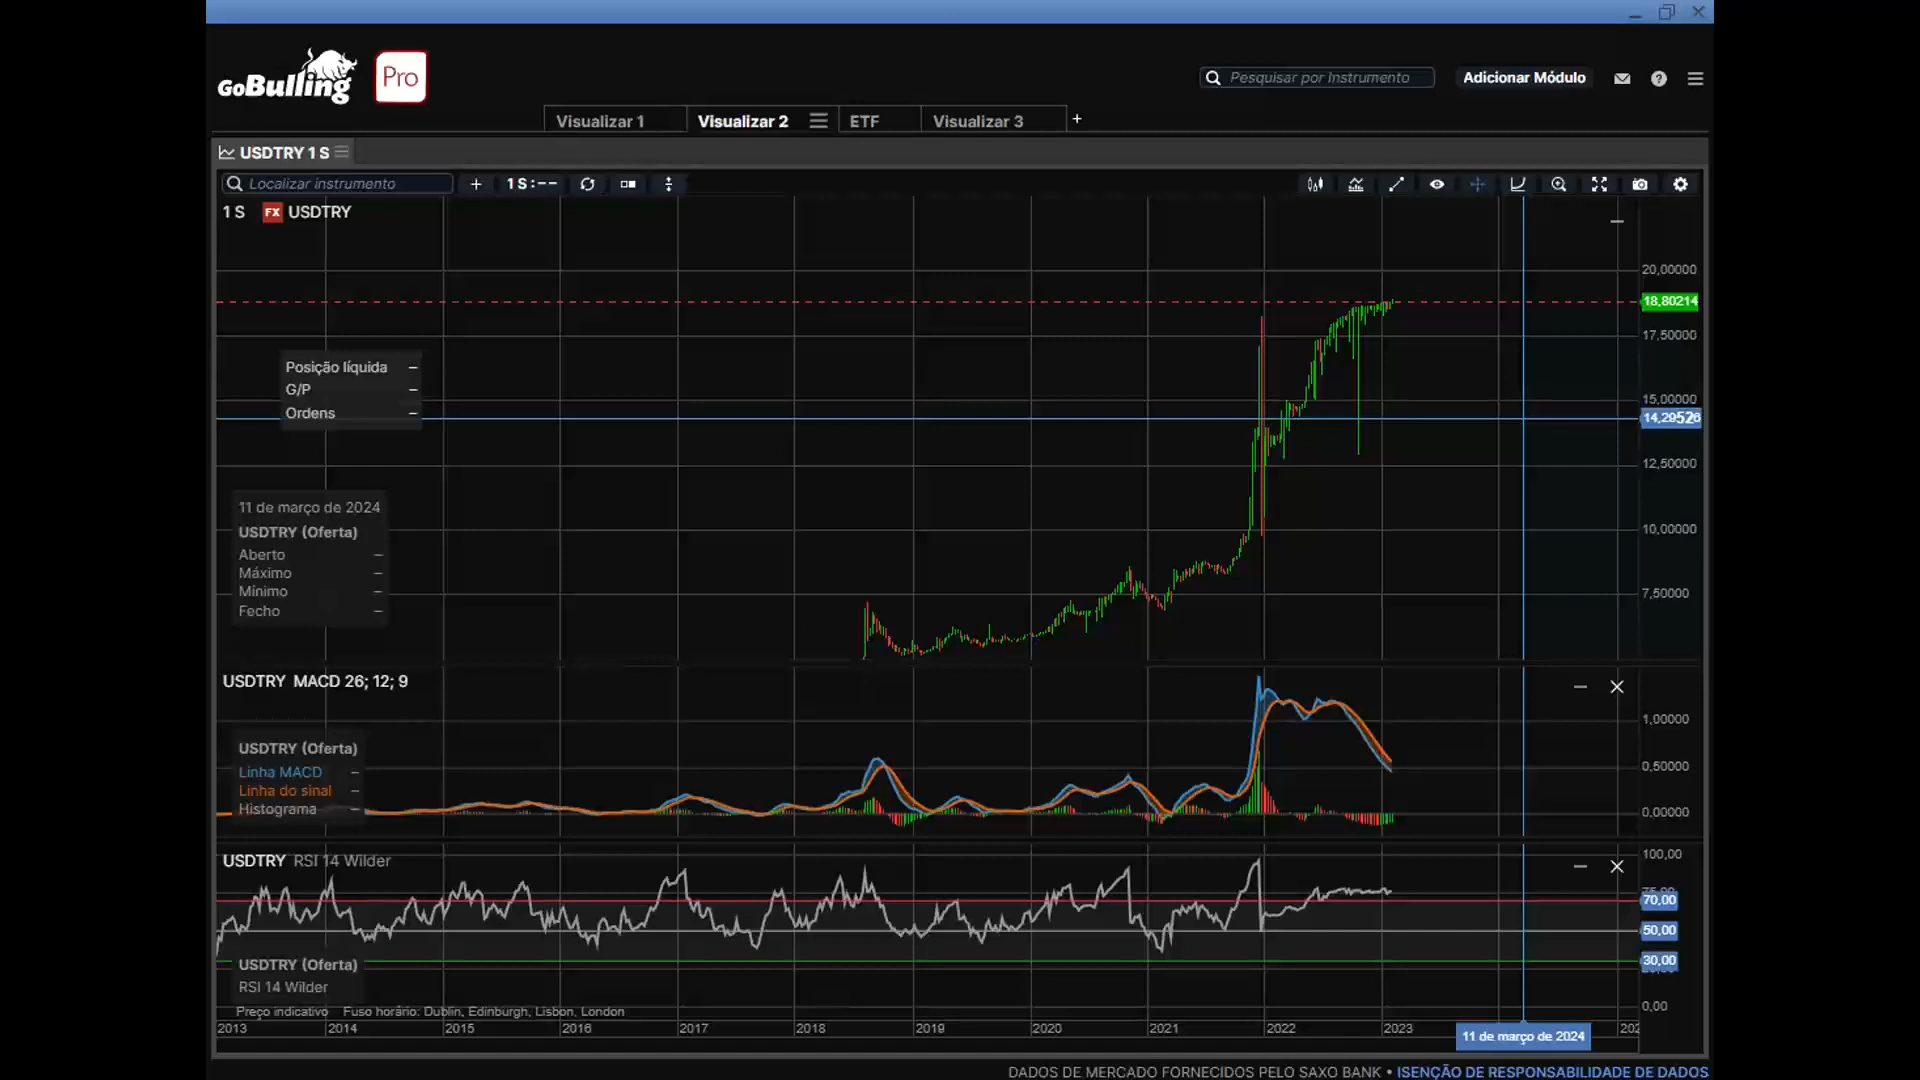 GoBulling Pro
Pesquisar por Instrumento
Adicionar Módulo
Visualizar 1
Visualizar 2
ETF
Visualizar 3
+
USDTRY 1 S
Localizar instrumento
+
1 S : --
1 S FX USDTRY
20,00000
18,80214
17,50000
15,00000
14,29526
12,50000
10,00000
7,50000
Posição líquida –
G/P –
Ordens –
11 de março de 2024
USDTRY (Oferta)
Aberto –
Máximo –
Mínimo –
Fecho –
USDTRY MACD 26; 12; 9
1,00000
0,50000
0,00000
USDTRY (Oferta)
Linha MACD –
Linha do sinal –
Histograma –
USDTRY RSI 14 Wilder
100,00
70,00
50,00
30,00
0,00
USDTRY (Oferta)
RSI 14 Wilder
Preço indicativo Fuso horário: Dublin, Edinburgh, Lisbon, London
2013 2014 2015 2016 2017 2018 2019 2020 2021 2022 2023
11 de março de 2024
DADOS DE MERCADO FORNECIDOS PELO SAXO BANK • ISENÇÃO DE RESPONSABILIDADE DE DADOS